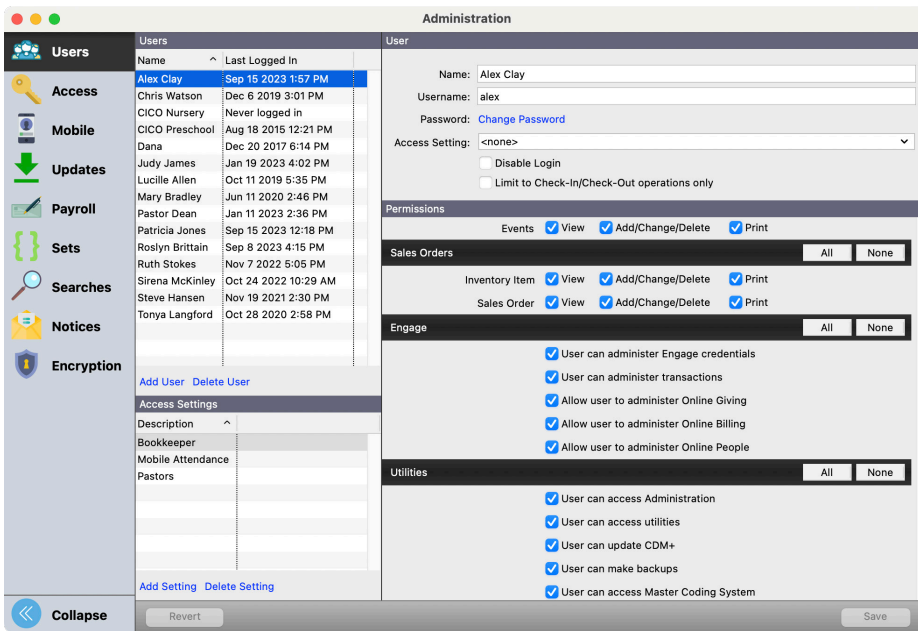 Administration
Users
Access
Mobile
Updates
Payroll
Sets
Searches
Notices
Encryption
Collapse
Users
Name Last Logged In
Alex Clay Sep 15 2023 1:57 PM
Chris Watson Dec 6 2019 3:01 PM
CICO Nursery Never logged in
CICO Preschool Aug 18 2015 12:21 PM
Dana Dec 20 2017 6:14 PM
Judy James Jan 19 2023 4:02 PM
Lucille Allen Oct 11 2019 5:35 PM
Mary Bradley Jun 11 2020 2:46 PM
Pastor Dean Jan 11 2023 2:36 PM
Patricia Jones Sep 15 2023 12:18 PM
Roslyn Brittain Sep 8 2023 4:15 PM
Ruth Stokes Nov 7 2022 5:05 PM
Sirena McKinley Oct 24 2022 10:29 AM
Steve Hansen Nov 19 2021 2:30 PM
Tonya Langford Oct 28 2020 2:58 PM
Add User Delete User
Access Settings
Description
Bookkeeper
Mobile Attendance
Pastors
Add Setting Delete Setting
User
Name: Alex Clay
Username: alex
Password: Change Password
Access Setting: <none>
Disable Login
Limit to Check-In/Check-Out operations only
Permissions
Events View Add/Change/Delete Print
Sales Orders All None
Inventory Item View Add/Change/Delete Print
Sales Order View Add/Change/Delete Print
Engage All None
User can administer Engage credentials
User can administer transactions
Allow user to administer Online Giving
Allow user to administer Online Billing
Allow user to administer Online People
Utilities All None
User can access Administration
User can access utilities
User can update CDM+
User can make backups
User can access Master Coding System
Revert Save